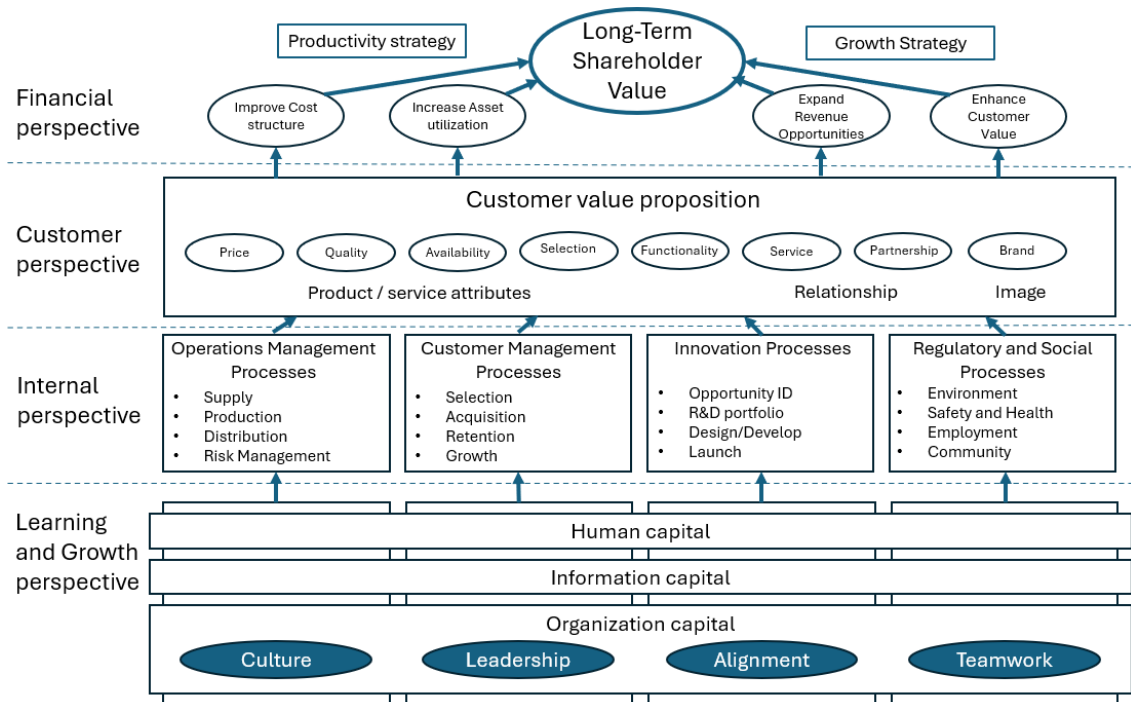 Productivity strategy
Long-Term
Shareholder
Value
Growth Strategy
Financial
perspective
Improve Cost
structure
Increase Asset
utilization
Expand
Revenue
Opportunities
Enhance
Customer
Value
Customer
perspective
Customer value proposition
Price
Quality
Availability
Selection
Functionality
Service
Partnership
Brand
Product / service attributes
Relationship
Image
Internal
perspective
Operations Management
Processes
• Supply
• Production
• Distribution
• Risk Management
Customer Management
Processes
• Selection
• Acquisition
• Retention
• Growth
Innovation Processes
• Opportunity ID
• R&D portfolio
• Design/Develop
• Launch
Regulatory and Social
Processes
• Environment
• Safety and Health
• Employment
• Community
Learning
and Growth
perspective
Human capital
Information capital
Organization capital
Culture
Leadership
Alignment
Teamwork